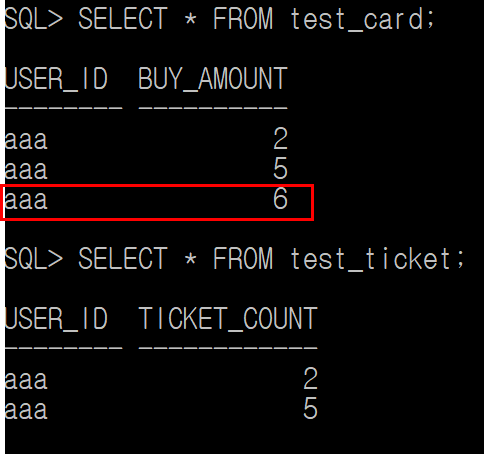 SQL> SELECT * FROM test_card;
USER_ID BUY_AMOUNT
-------- ----------
aaa 2
aaa 5
aaa 6
SQL> SELECT * FROM test_ticket;
USER_ID TICKET_COUNT
-------- ------------
aaa 2
aaa 5